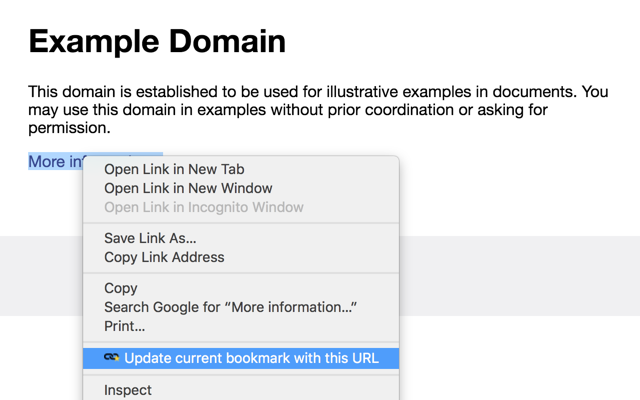 Example Domain
This domain is established to be used for illustrative examples in documents. You
may use this domain in examples without prior coordination or asking for
permission.
More
Open Link in New Tab
Open Link in New Window
Open Link in Incognito Window
Save Link As...
Copy Link Address
Copy
Search Google for “More information...”
Print...
Update current bookmark with this URL
Inspect